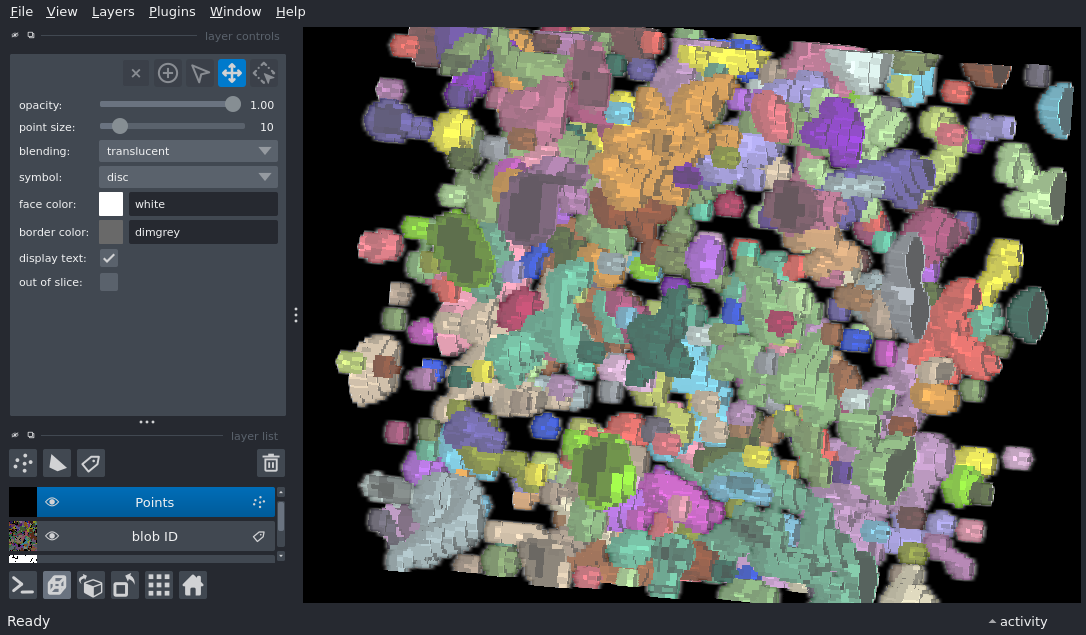 File View Layers Plugins Window Help
layer controls
opacity: 1.00
point size: 10
blending: translucent
symbol: disc
face color: white
border color: dimgrey
display text:
out of slice:
layer list
Points
blob ID
Ready
activity